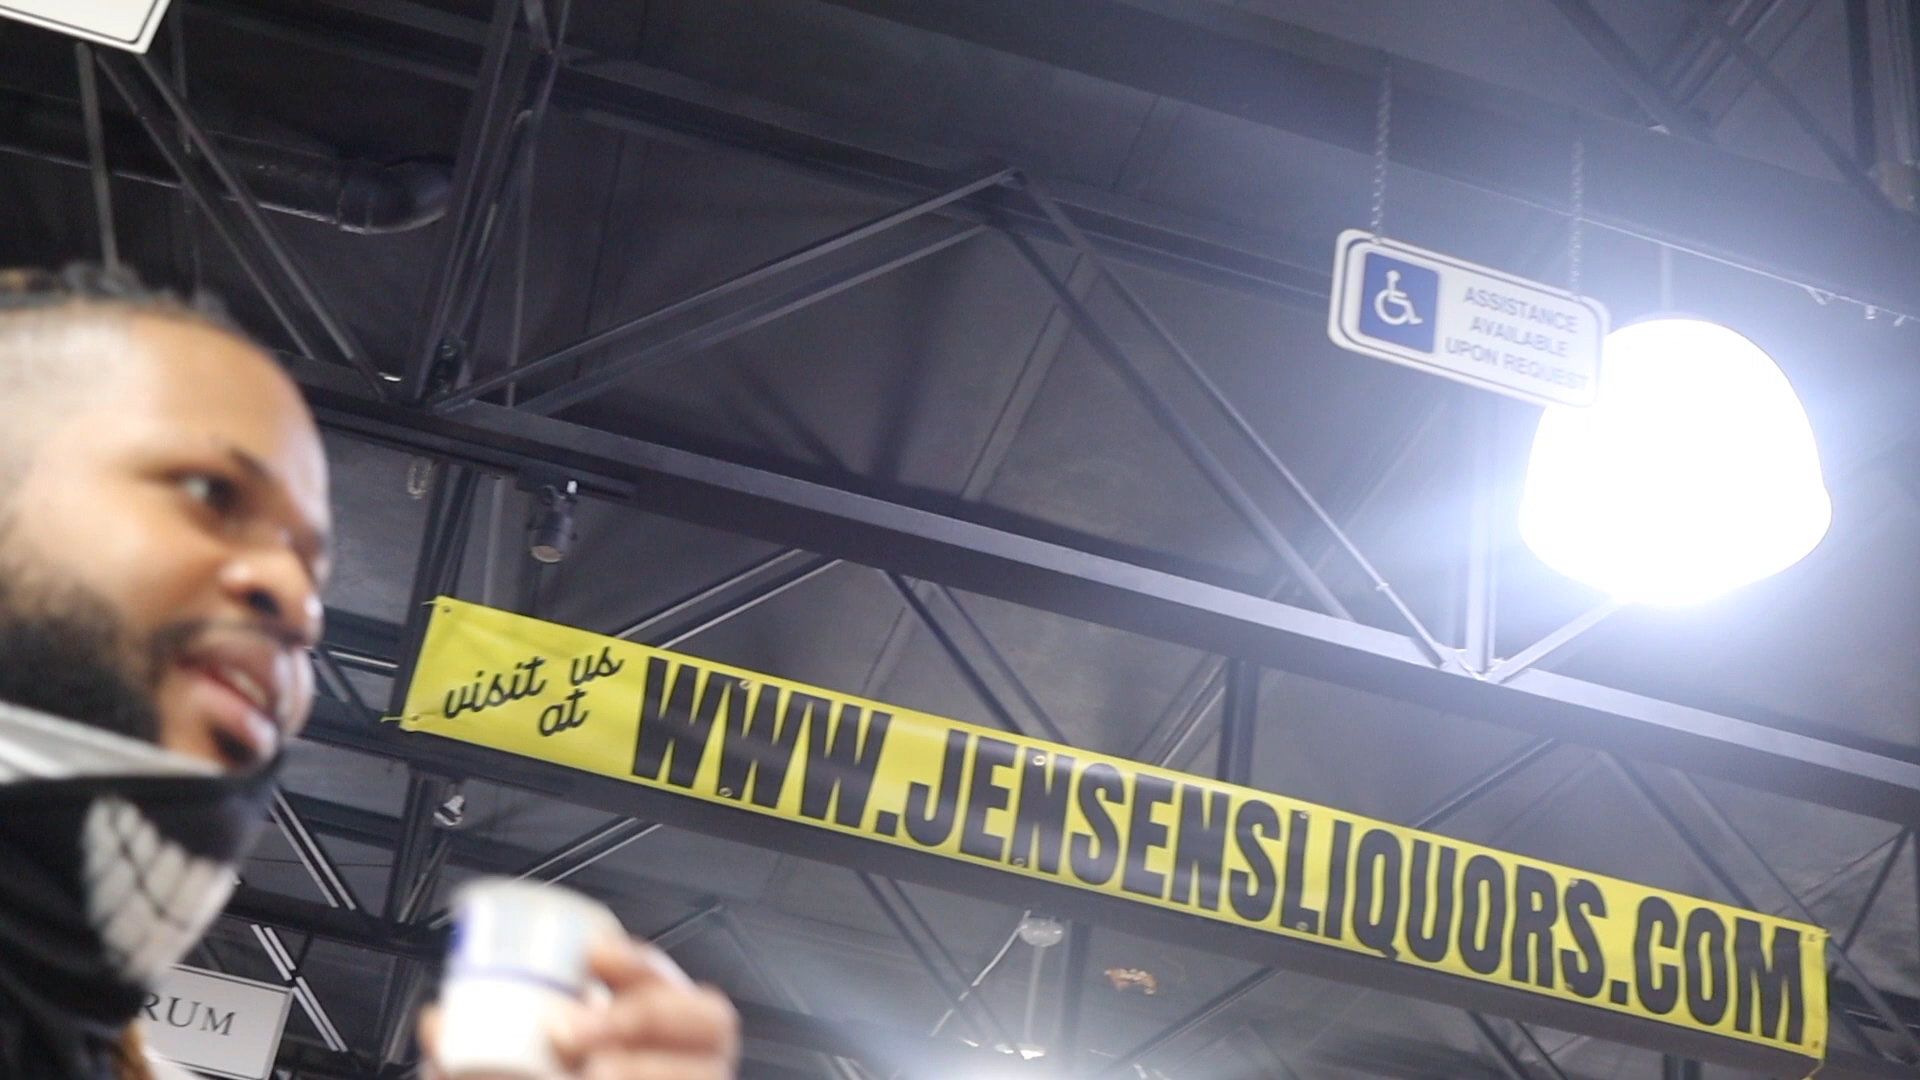 ASSISTANCE
AVAILABLE
UPON REQUEST
visit us
at
WWW.JENSENSLIQUORS.COM
RUM